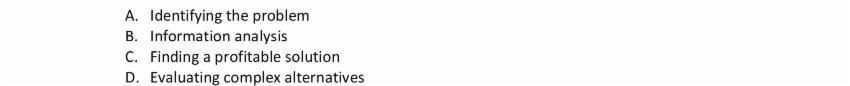 A. Identifying the problem
B. Information analysis
C. Finding a profitable solution
D. Evaluating complex alternatives